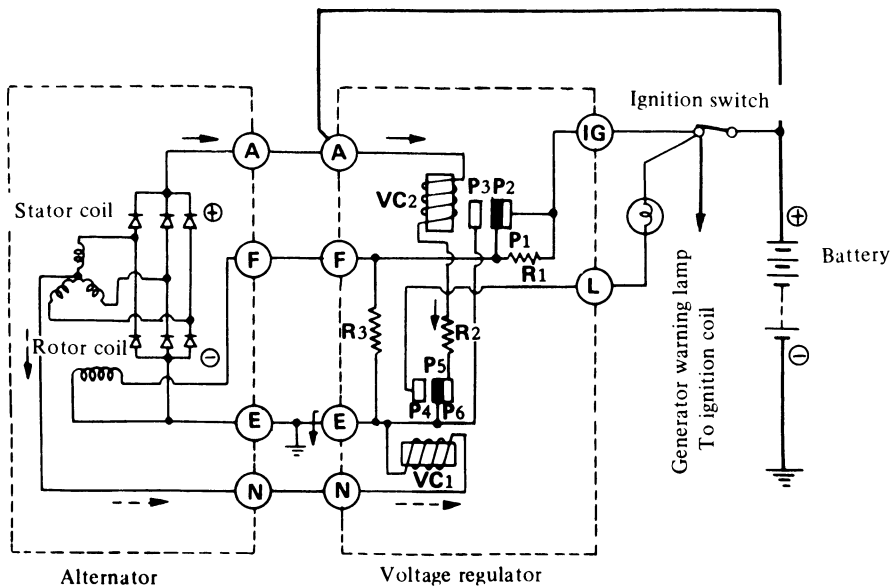 Ignition switch
IG
A
A
P3 P2
VC2
Stator coil
⊕
P1
F
F
R1
⊕
Battery
L
R3
R2
Rotor coil
⊖
⊖
P5
P4
P6
E
E
Generator warning lamp
To ignition coil
VC1
N
N
Alternator
Voltage regulator